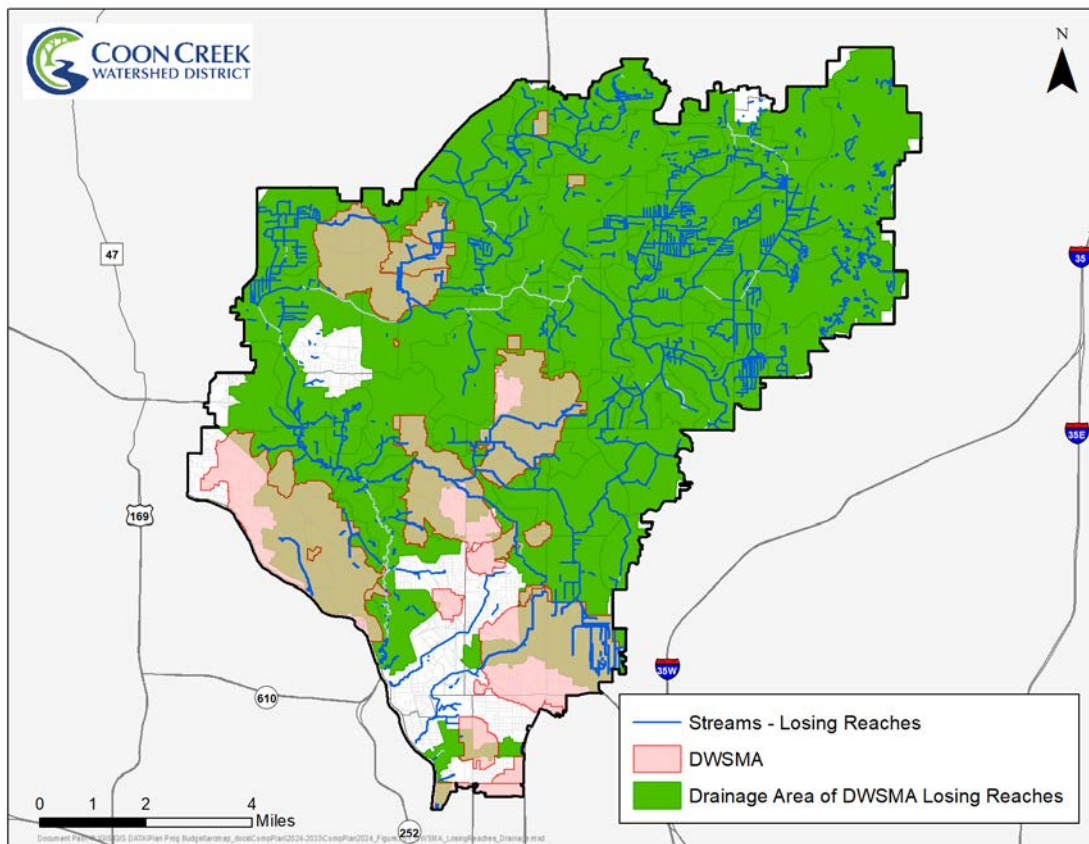 COON CREEK
WATERSHED DISTRICT
N
47
35
35E
169
35W
610
252
Streams - Losing Reaches
DWSMA
Drainage Area of DWSMA Losing Reaches
0 1 2 4
Miles